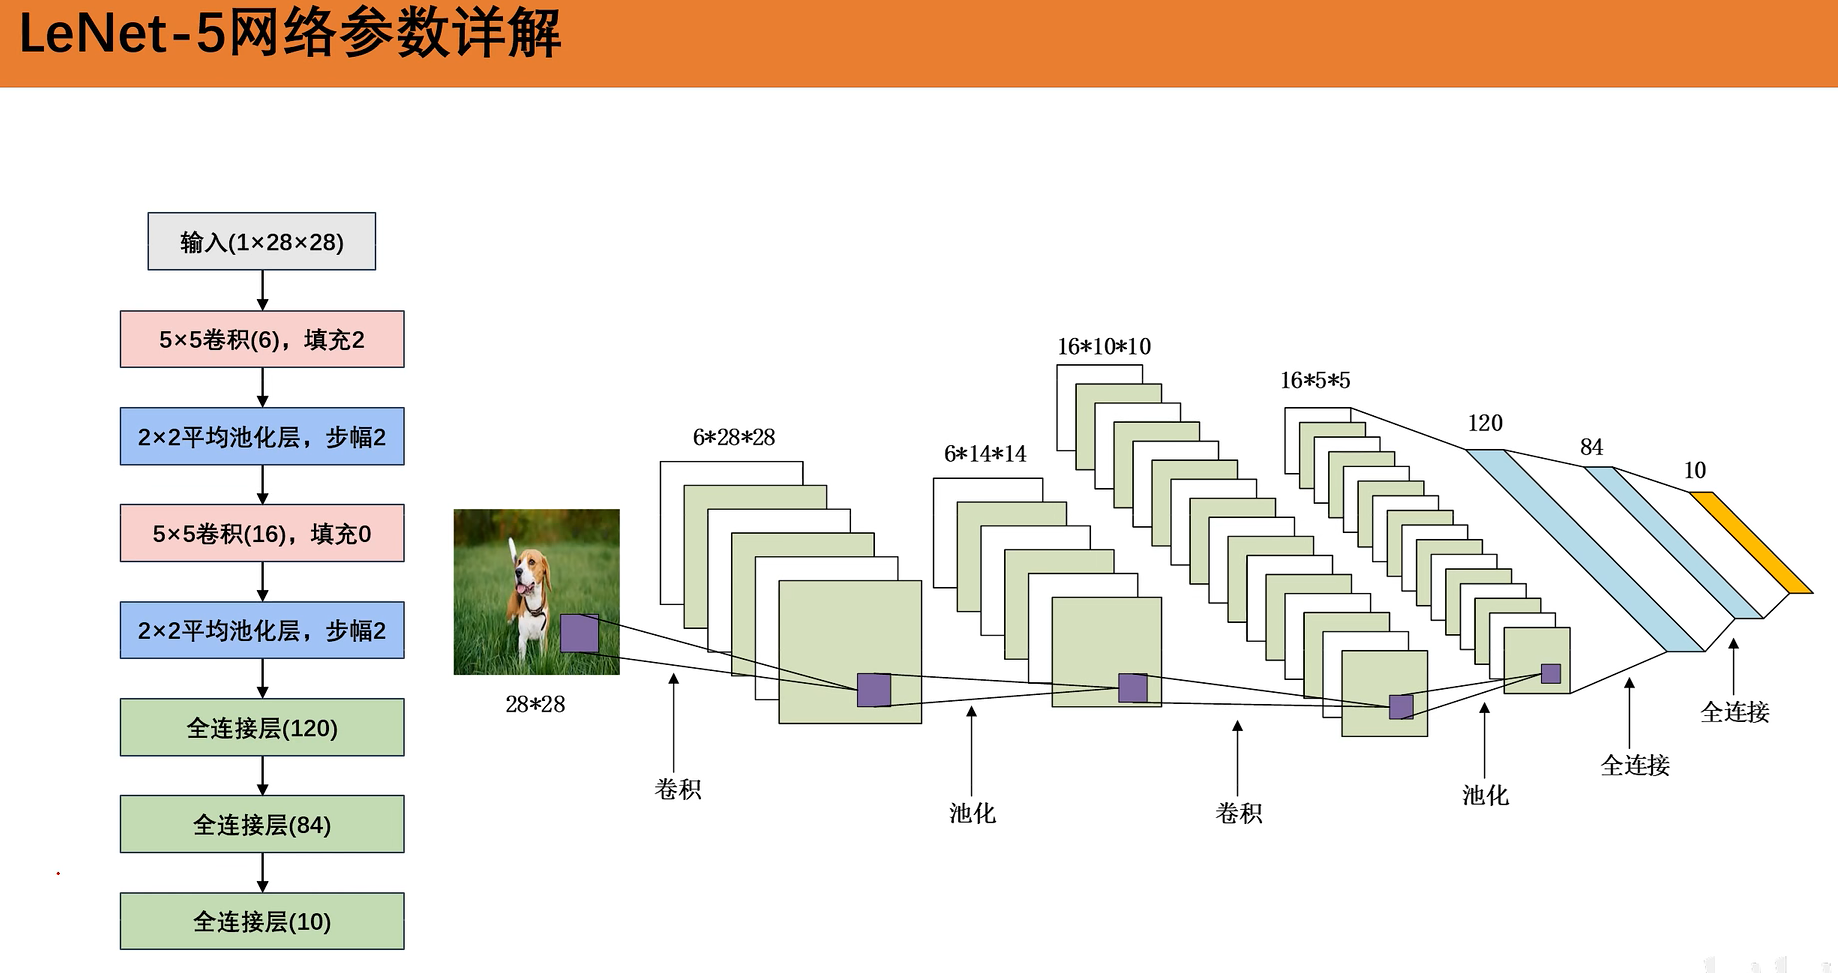 LeNet-5网络参数详解
输入(1×28×28)
5×5卷积(6)，填充2
2×2平均池化层，步幅2
5×5卷积(16)，填充0
2×2平均池化层，步幅2
全连接层(120)
全连接层(84)
全连接层(10)
28*28
6*28*28
6*14*14
16*10*10
16*5*5
120
84
10
卷积
池化
卷积
池化
全连接
全连接